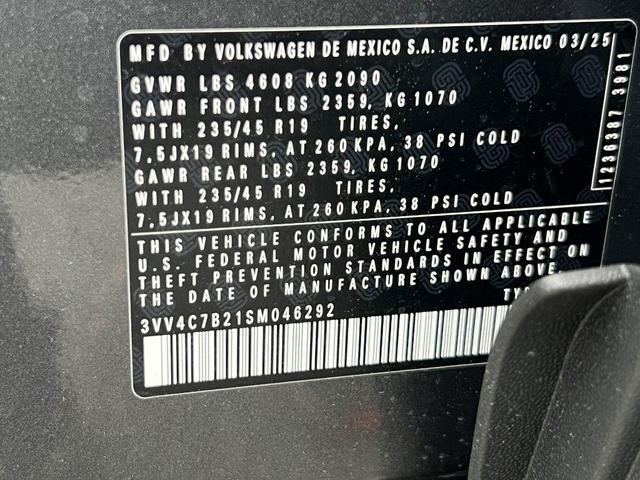 MFD BY VOLKSWAGEN DE MEXICO S.A. DE C.V. MEXICO 03/25
GVWR LBS 4608 KG 2090
GAWR FRONT LBS 2359, KG 1070
WITH 235/45 R19 TIRES,
7,5JX19 RIMS, AT 260 KPA, 38 PSI COLD
GAWR REAR LBS 2359, KG 1070
WITH 235/45 R19 TIRES,
7,5JX19 RIMS, AT 260 KPA, 38 PSI COLD
THIS VEHICLE CONFORMS TO ALL APPLICABLE
U.S. FEDERAL MOTOR VEHICLE SAFETY AND
THEFT PREVENTION STANDARDS IN EFFECT ON
THE DATE OF MANUFACTURE SHOWN ABOVE.
3VV4C7B21SM046292
1236387 3981